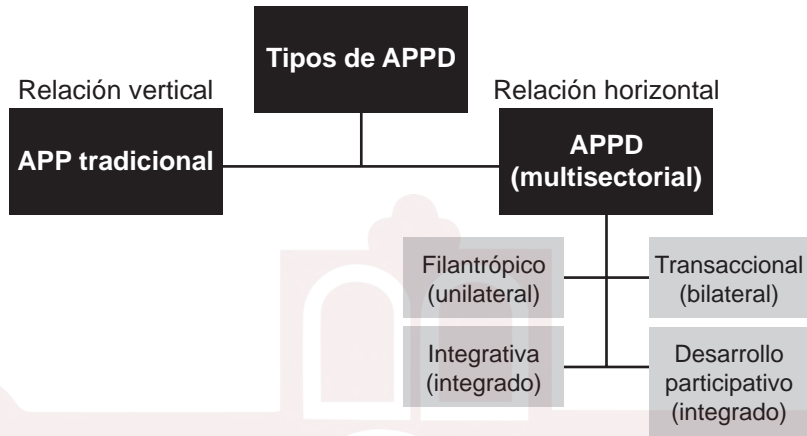 Tipos de APPD
Relación vertical
Relación horizontal
APP tradicional
APPD
(multisectorial)
Filantrópico
(unilateral)
Transaccional
(bilateral)
Integrativa
(integrado)
Desarrollo
participativo
(integrado)